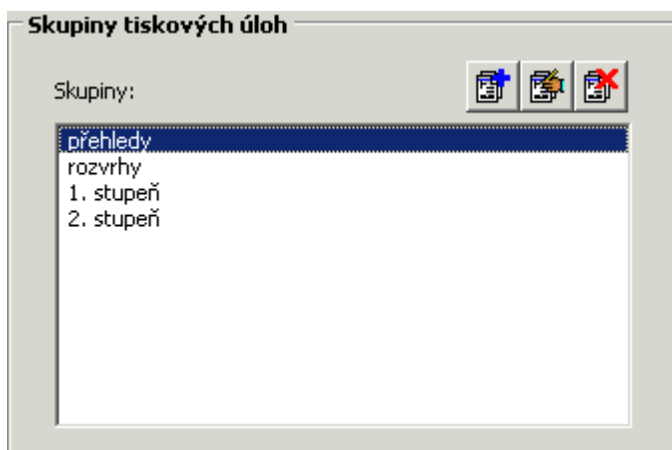 Skupiny tiskových úloh
Skupiny:
přehledy
rozvrhy
1. stupeň
2. stupeň